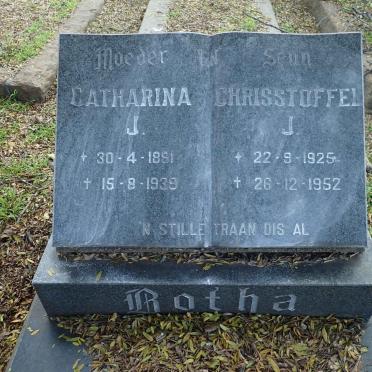 Moeder EN Seun
CATHARINA CHRISSTOFFEL
J. J.
† 30-4-1891 † 22-9-1925
† 15-8-1939 † 26-12-1952
'N STILLE TRAAN DIS AL
Botha